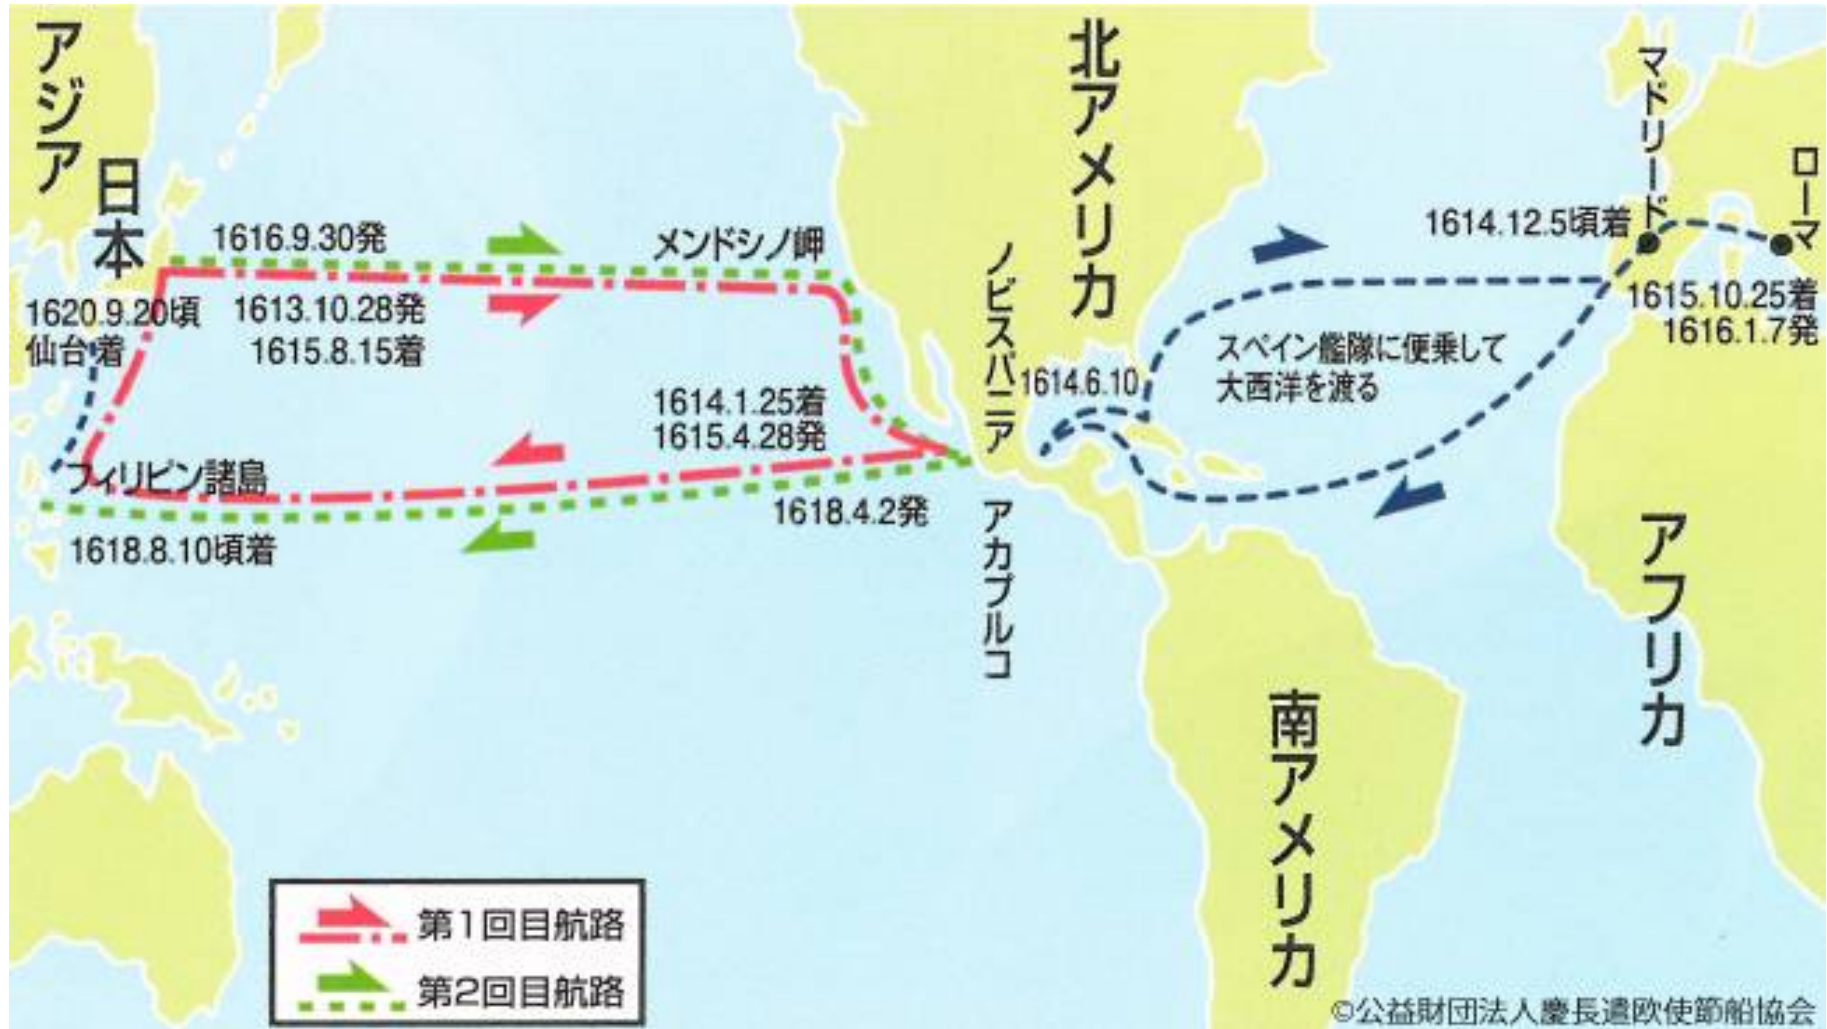 アジア
日本
北アメリカ
マドリード
ローマ
1616.9.30発
メンドシノ岬
ノビスパニア
1614.12.5頃着
1620.9.20頃
仙台着
1613.10.28発
1615.8.15着
1615.10.25着
1616.1.7発
スペイン艦隊に便乗して
大西洋を渡る
1614.6.10
1614.1.25着
1615.4.28発
フィリピン諸島
1618.4.2発
1618.8.10頃着
アカプルコ
アフリカ
南アメリカ
第1回目航路
第2回目航路
©公益財団法人慶長遣欧使節船協会